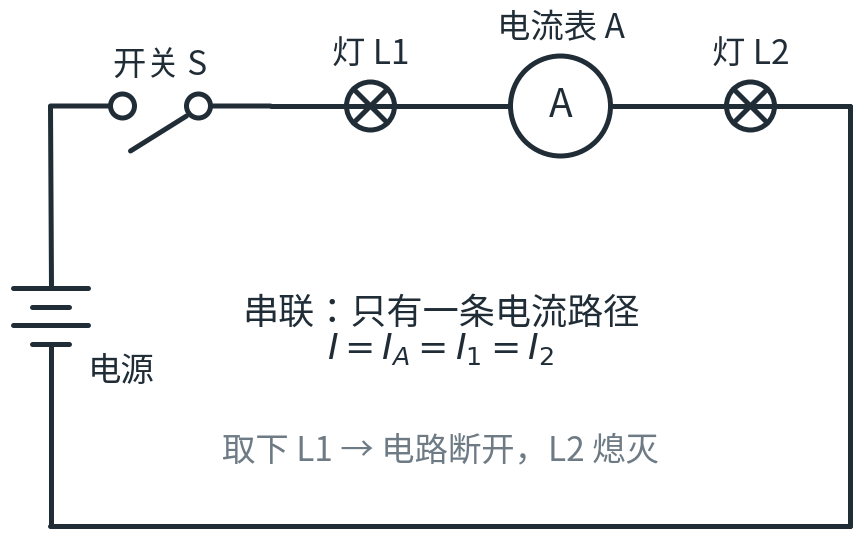 电流表 A
开关 S
灯 L1
灯 L2
A
串联：只有一条电流路径
I = I_A = I_1 = I_2
电源
取下 L1 → 电路断开，L2 熄灭